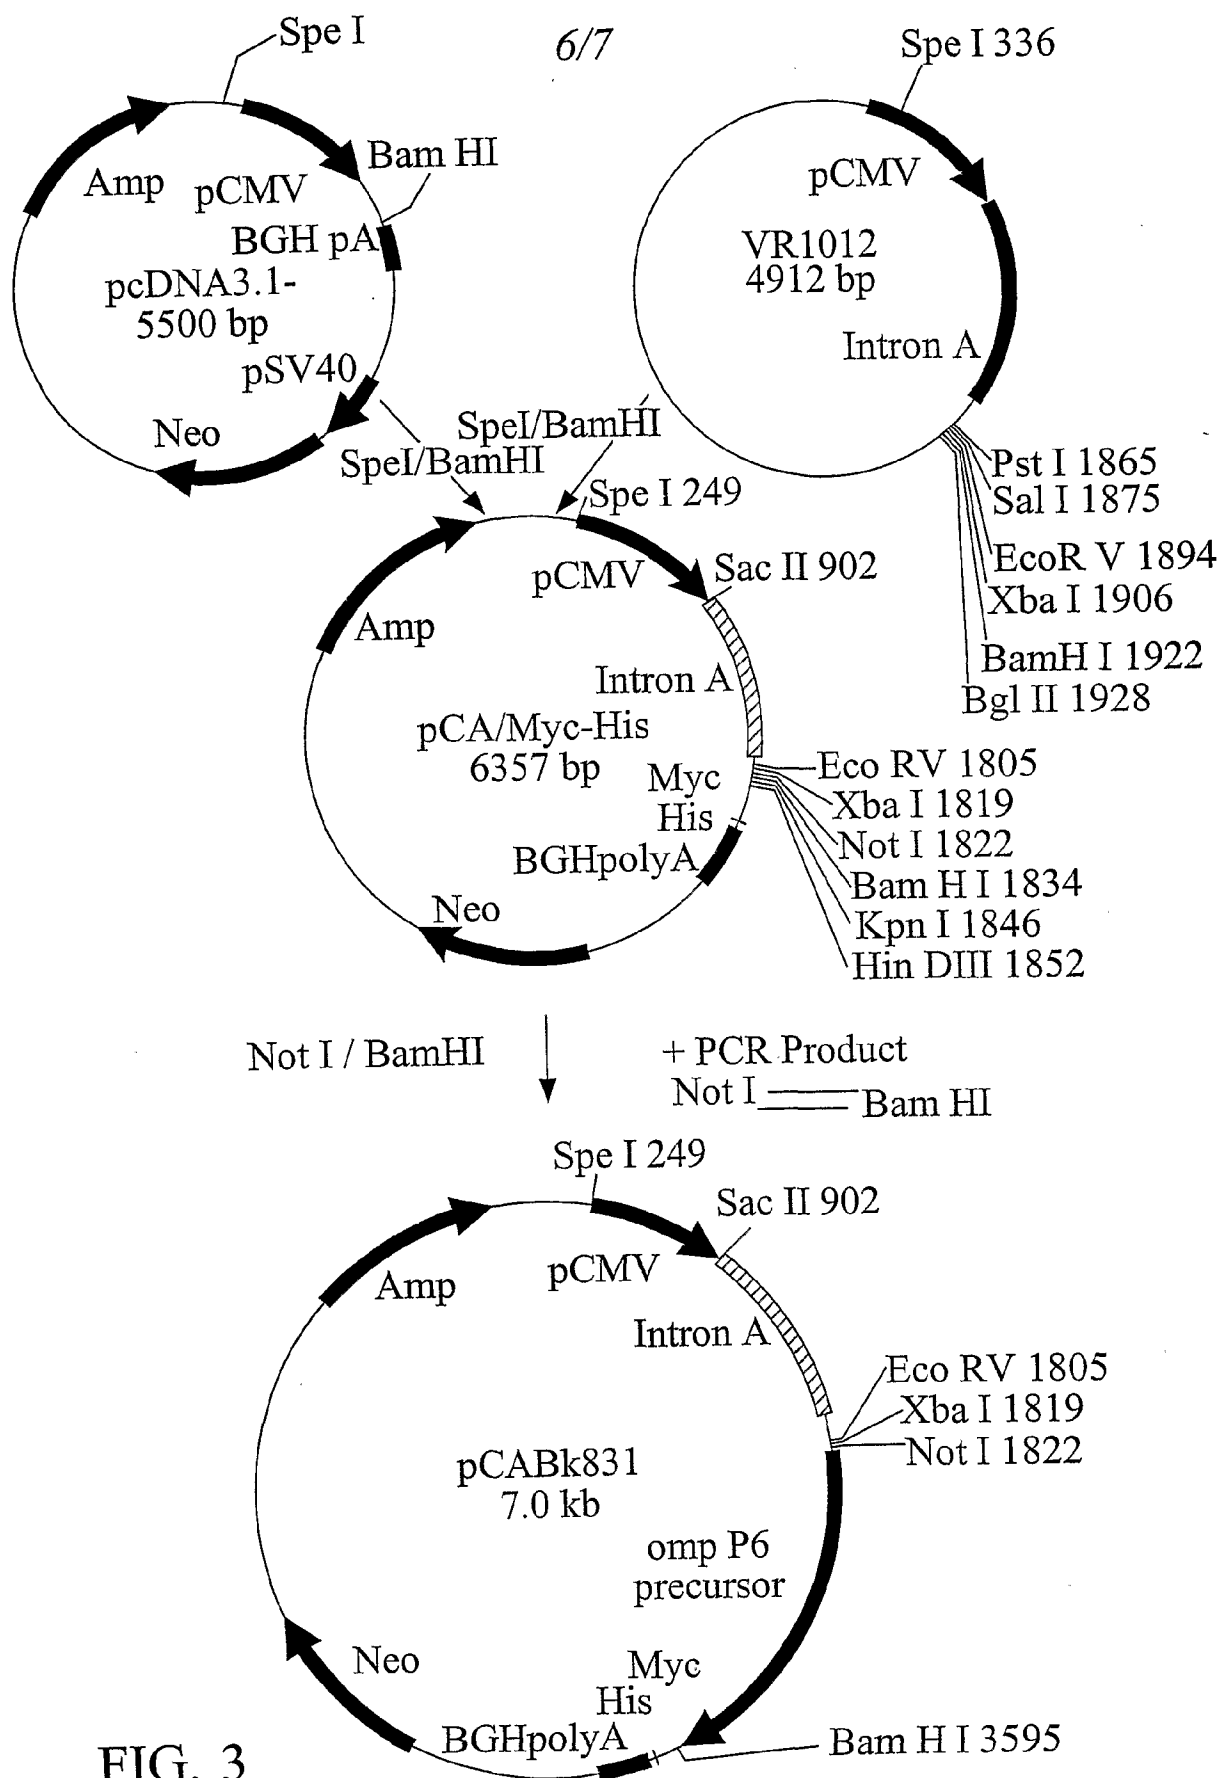 6/7
Spe I
Bam HI
Amp
pCMV
BGH pA
pcDNA3.1-
5500 bp
pSV40
Neo
Spe I 336
pCMV
VR1012
4912 bp
Intron A
Pst I 1865
Sal I 1875
EcoR V 1894
Xba I 1906
BamH I 1922
Bgl II 1928
SpeI/BamHI
SpeI/BamHI
Spe I 249
pCMV
Sac II 902
Amp
Intron A
pCA/Myc-His
6357 bp
Myc
His
BGHpolyA
Neo
Eco RV 1805
Xba I 1819
Not I 1822
Bam H I 1834
Kpn I 1846
Hin DIII 1852
Not I / BamHI
+ PCR Product
Not I
Bam HI
Spe I 249
Sac II 902
pCMV
Amp
Intron A
Eco RV 1805
Xba I 1819
Not I 1822
pCABk831
7.0 kb
omp P6
precursor
Neo
Myc
His
BGHpolyA
Bam H I 3595
FIG. 3